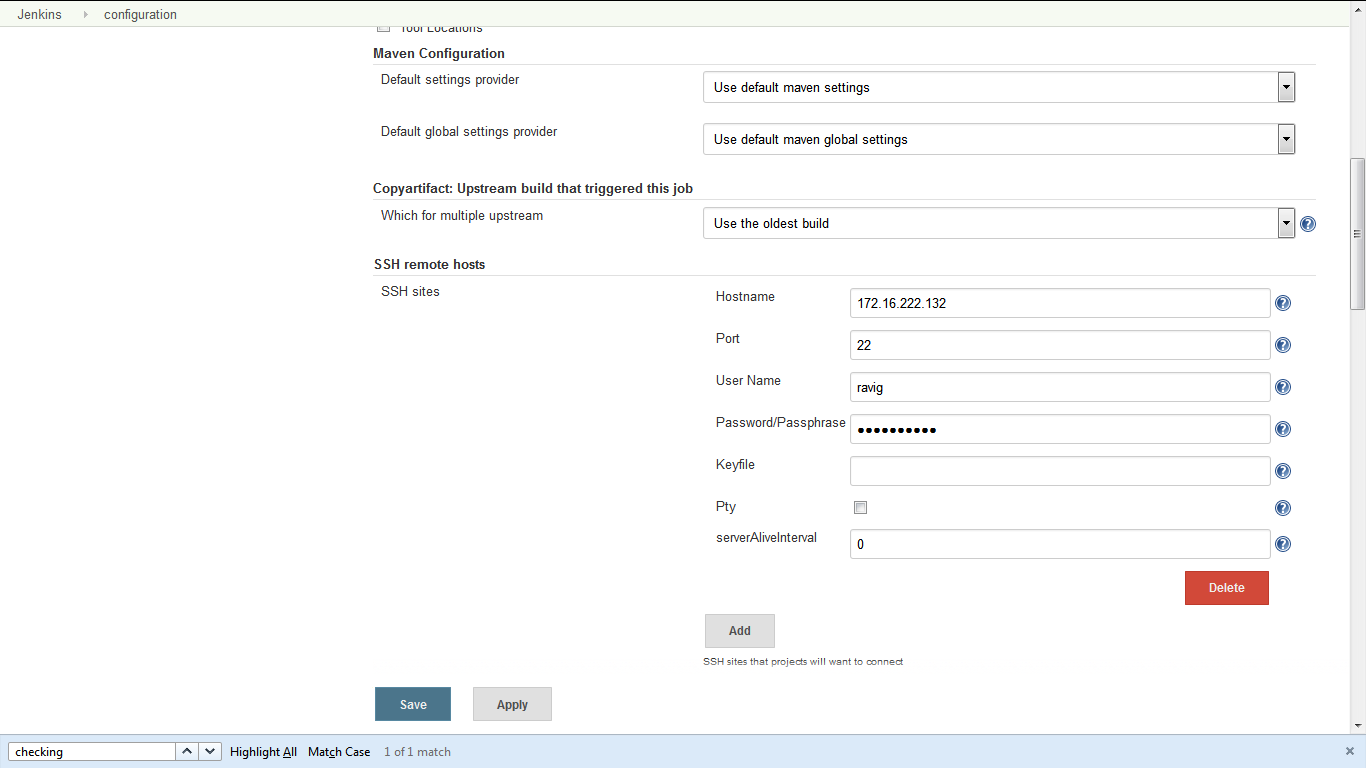 Jenkins configuration
Tool Locations
Maven Configuration
Default settings provider Use default maven settings
Default global settings provider Use default maven global settings
Copyartifact: Upstream build that triggered this job
Which for multiple upstream Use the oldest build
SSH remote hosts
SSH sites
Hostname 172.16.222.132
Port 22
User Name ravig
Password/Passphrase ●●●●●●●●●●
Keyfile
Pty
serverAliveInterval 0
Delete
Add
SSH sites that projects will want to connect
Save Apply
checking Highlight All Match Case 1 of 1 match